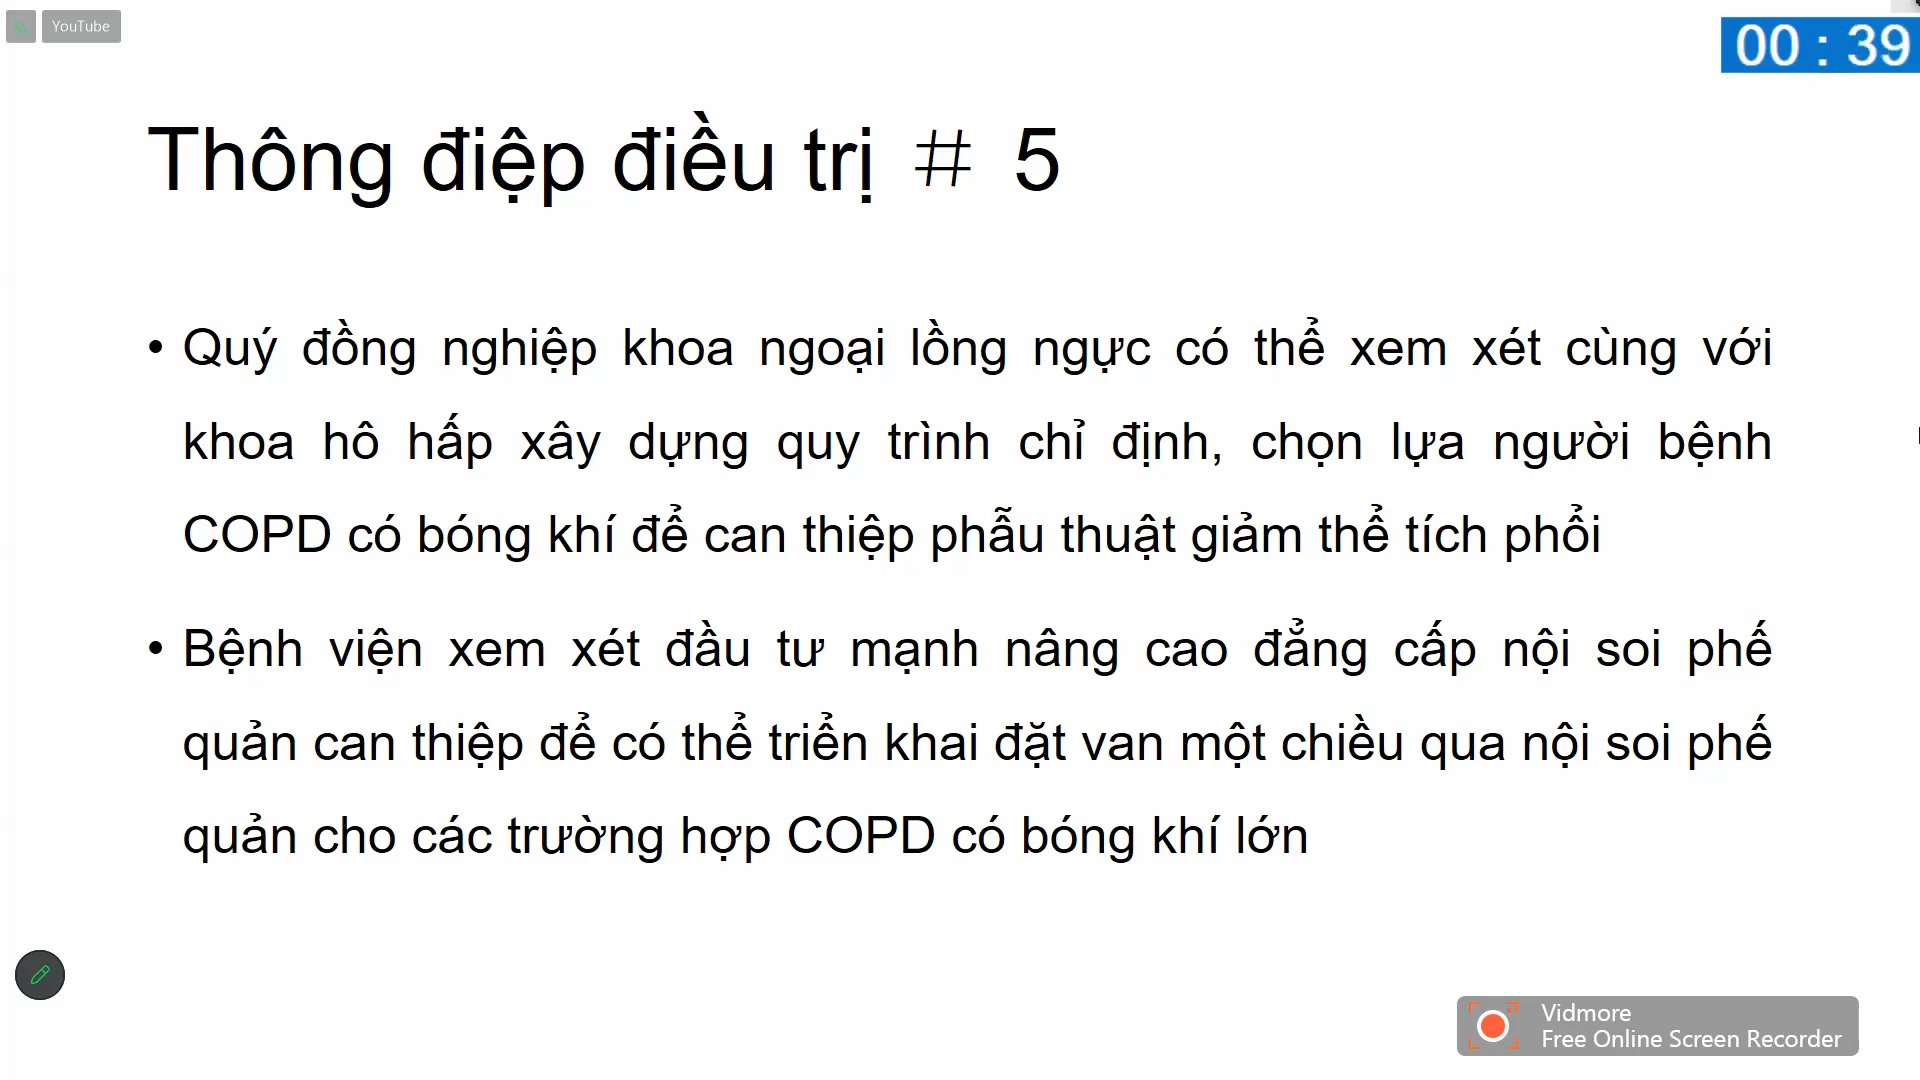 YouTube
00 : 39
Thông điệp điều trị # 5
• Quý đồng nghiệp khoa ngoại lồng ngực có thể xem xét cùng với
khoa hô hấp xây dựng quy trình chỉ định, chọn lựa người bệnh
COPD có bóng khí để can thiệp phẫu thuật giảm thể tích phổi
• Bệnh viện xem xét đầu tư mạnh nâng cao đẳng cấp nội soi phế
quản can thiệp để có thể triển khai đặt van một chiều qua nội soi phế
quản cho các trường hợp COPD có bóng khí lớn
Vidmore
Free Online Screen Recorder